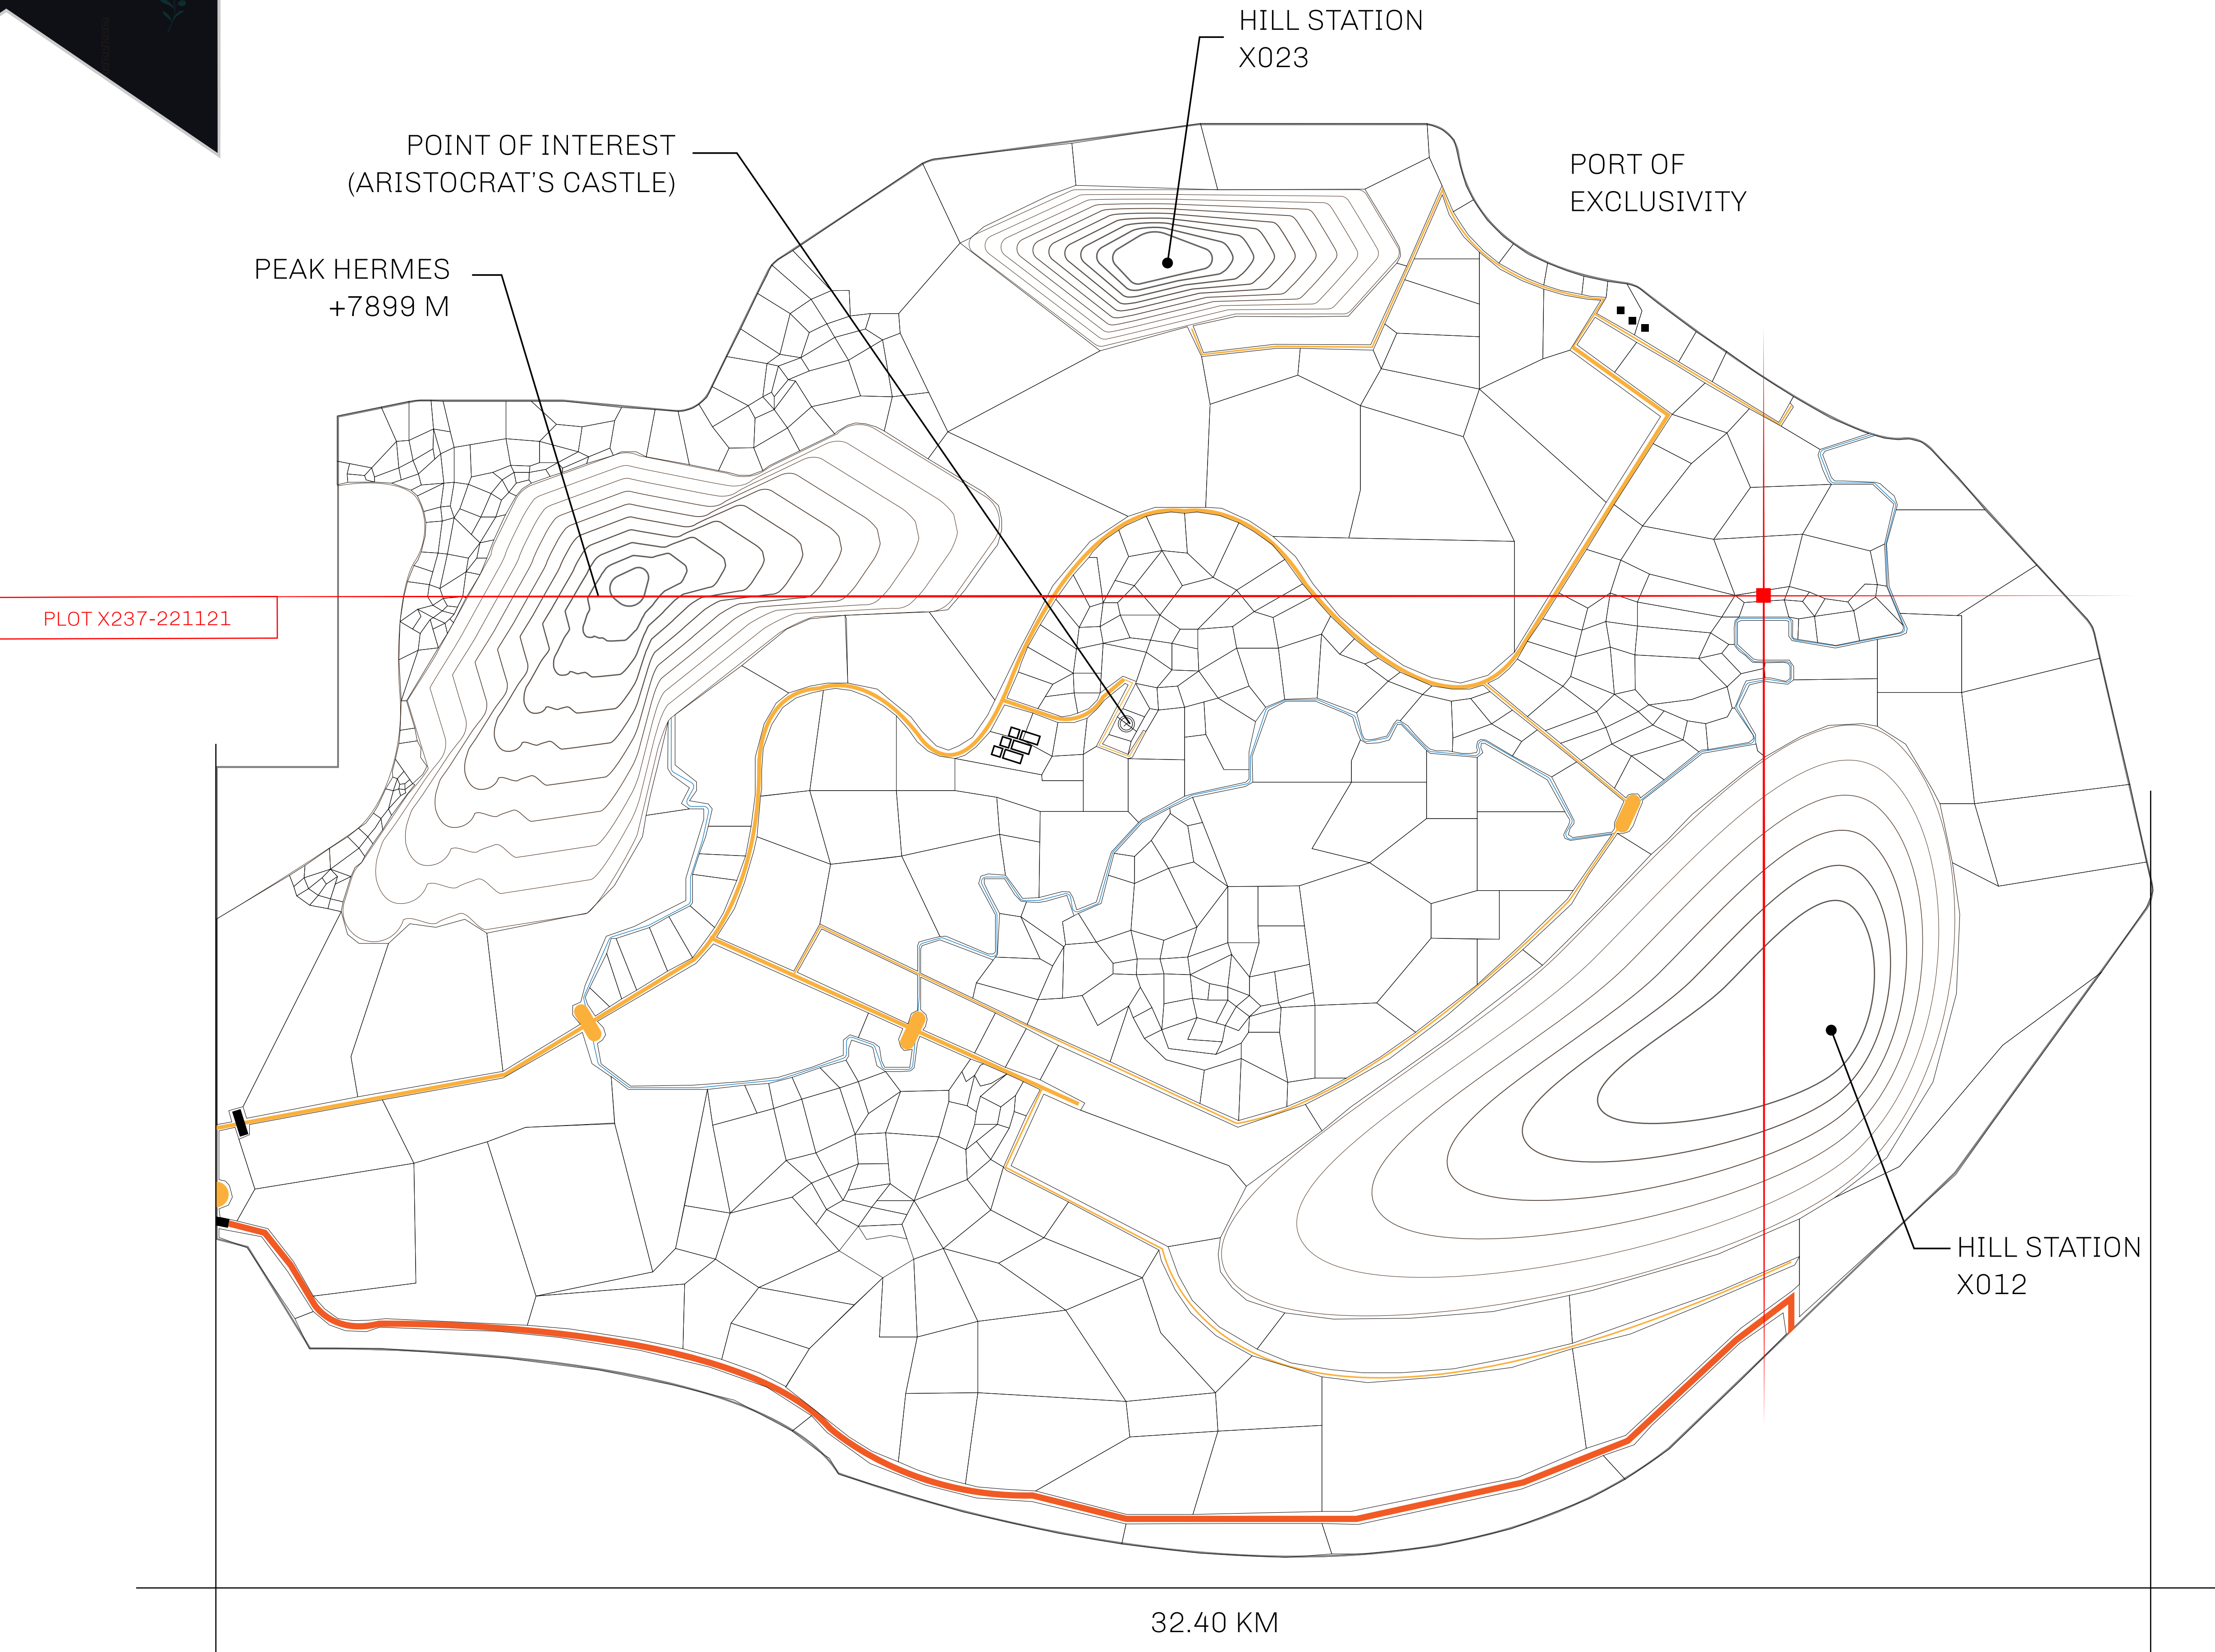 HILL STATION
X023
POINT OF INTEREST
(ARISTOCRAT'S CASTLE)
PORT OF
EXCLUSIVITY
PEAK HERMES
+7899 M
PLOT X237-221121
HILL STATION
X012
32.40 KM